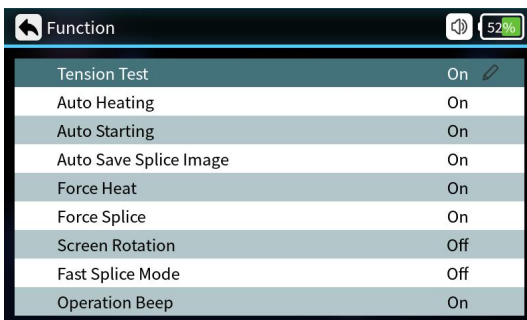 Function 52%
Tension Test On
Auto Heating On
Auto Starting On
Auto Save Splice Image On
Force Heat On
Force Splice On
Screen Rotation Off
Fast Splice Mode Off
Operation Beep On